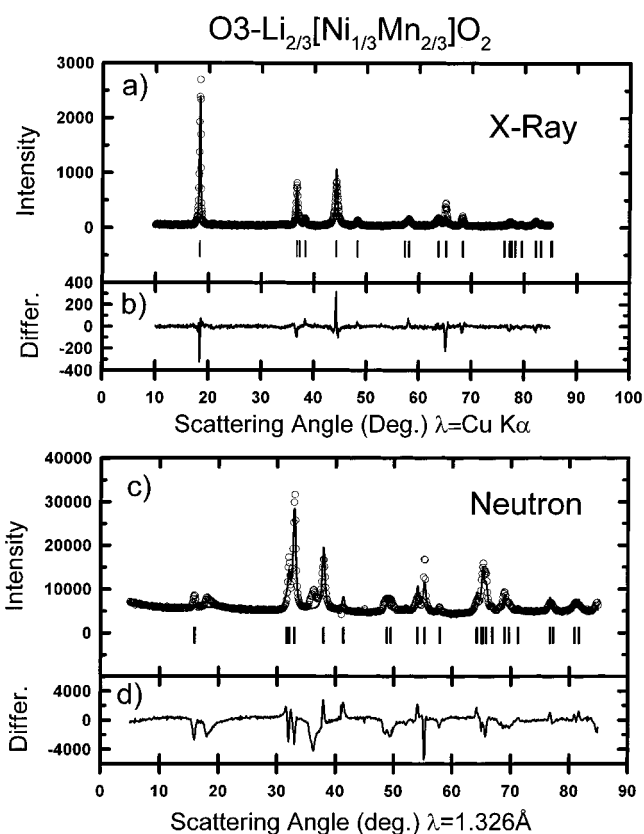 O3-Li2/3[Ni1/3Mn2/3]O2
a)
X-Ray
Intensity
3000
2000
1000
0
b)
Differ.
400
200
0
-200
-400
0 10 20 30 40 50 60 70 80 90 100
Scattering Angle (Deg.) λ=Cu Kα
c)
Neutron
Intensity
40000
30000
20000
10000
0
d)
Differ.
4000
0
-4000
0 10 20 30 40 50 60 70 80 90
Scattering Angle (deg.) λ=1.326Å